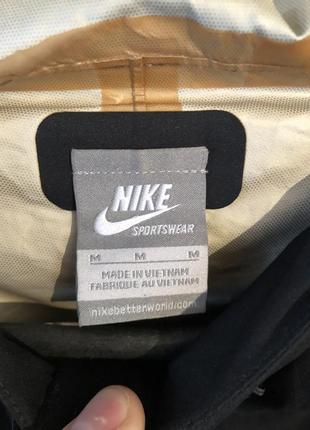 NIKE
SPORTSWEAR
M M M
MADE IN VIETNAM
FABRIQUE AU VIETNAM
nikebetterworld.com